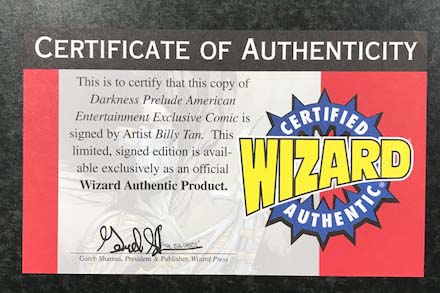 CERTIFICATE OF AUTHENTICITY
This is to certify that this copy of
Darkness Prelude American
Entertainment Exclusive Comic is
signed by Artist Billy Tan. This
limited, signed edition is avail-
able exclusively as an official
Wizard Authentic Product.
CERTIFIED
WIZARD
AUTHENTIC
Gareb Shamus, President & Publisher, Wizard Press